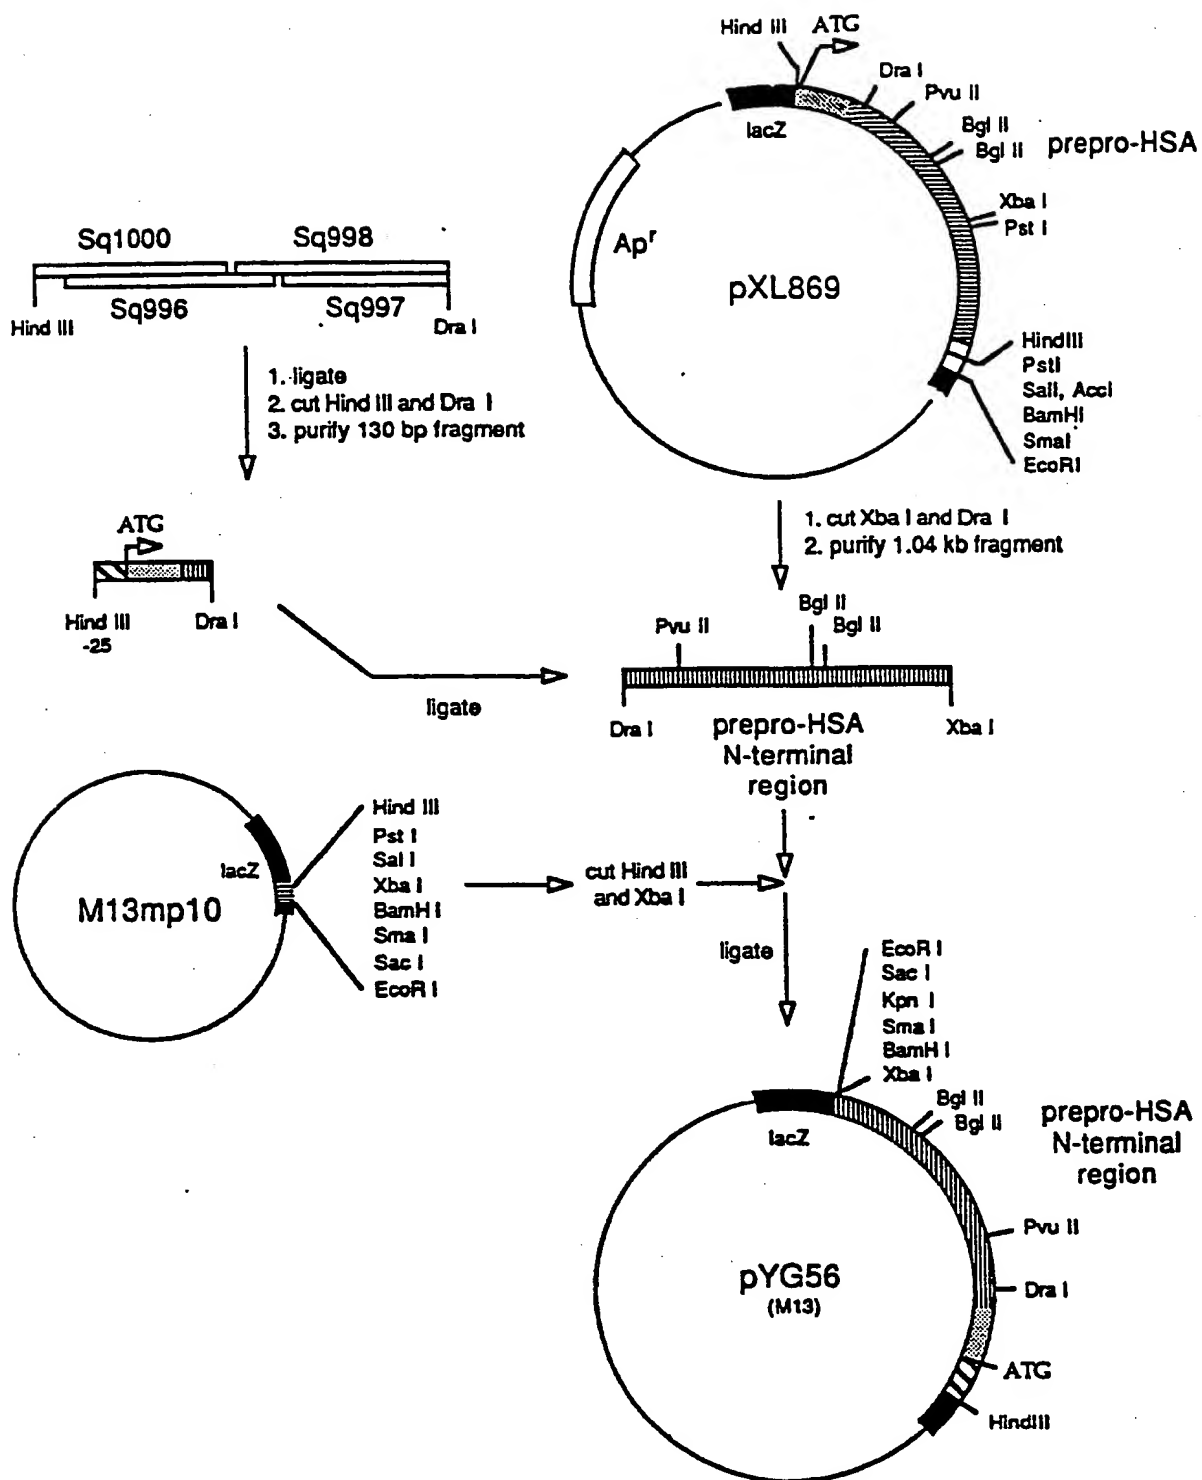 Hind III
ATG
Dra I
Pvu II
Bgl II
Bgl II
prepro-HSA
lacZ
Xba I
Pst I
Ap^r
pXL869
Sq1000
Sq998
Sq996
Sq997
Hind III
Dra I
HindIII
PstI
SalI, AccI
BamHI
SmaI
EcoRI
1. ligate
2. cut Hind III and Dra I
3. purify 130 bp fragment
1. cut Xba I and Dra I
2. purify 1.04 kb fragment
ATG
Hind III
-25
Dra I
Pvu II
Bgl II
Bgl II
ligate
Dra I
Xba I
prepro-HSA
N-terminal
region
M13mp10
lacZ
Hind III
Pst I
Sal I
Xba I
BamH I
Sma I
Sac I
EcoR I
cut Hind III
and Xba I
ligate
EcoR I
Sac I
Kpn I
Sma I
BamH I
Xba I
Bgl II
Bgl II
prepro-HSA
N-terminal
region
lacZ
Pvu II
Dra I
pYG56
(M13)
ATG
HindIII